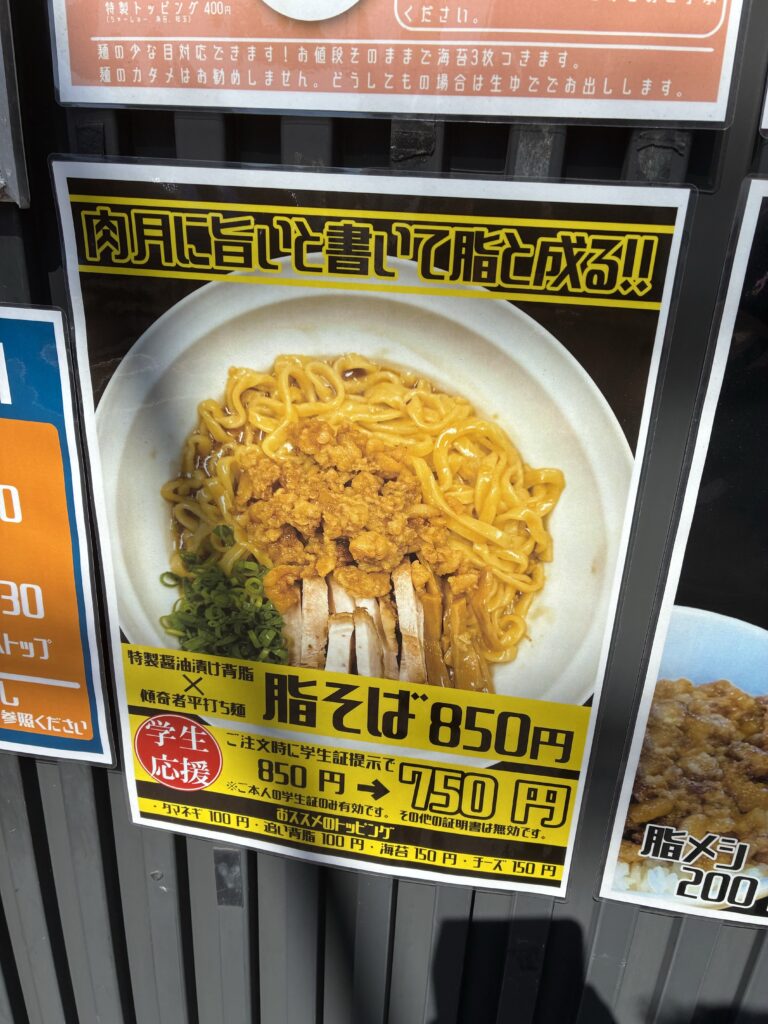 特製トッピング 400円
ください。
麺の少な目対応できます！お値段そのままで海苔3枚つきます。
麺のカタメはお勧めしません。どうしてもの場合は生ゆでごお出しします。
肉月に旨いと書いて脂と成る!!
特製醤油漬け背脂
×
傾奇者平打ち麺
脂そば 850円
学生
応援
ご注文時に学生証提示で
850円→750円
※ご本人の学生証のみ有効です。その他の証明書は無効です。
おススメのトッピング
・タマネギ 100円・追い背脂 100円・海苔 150円・チーズ 150円
0
30
ストップ
し
参照ください
脂メシ
200